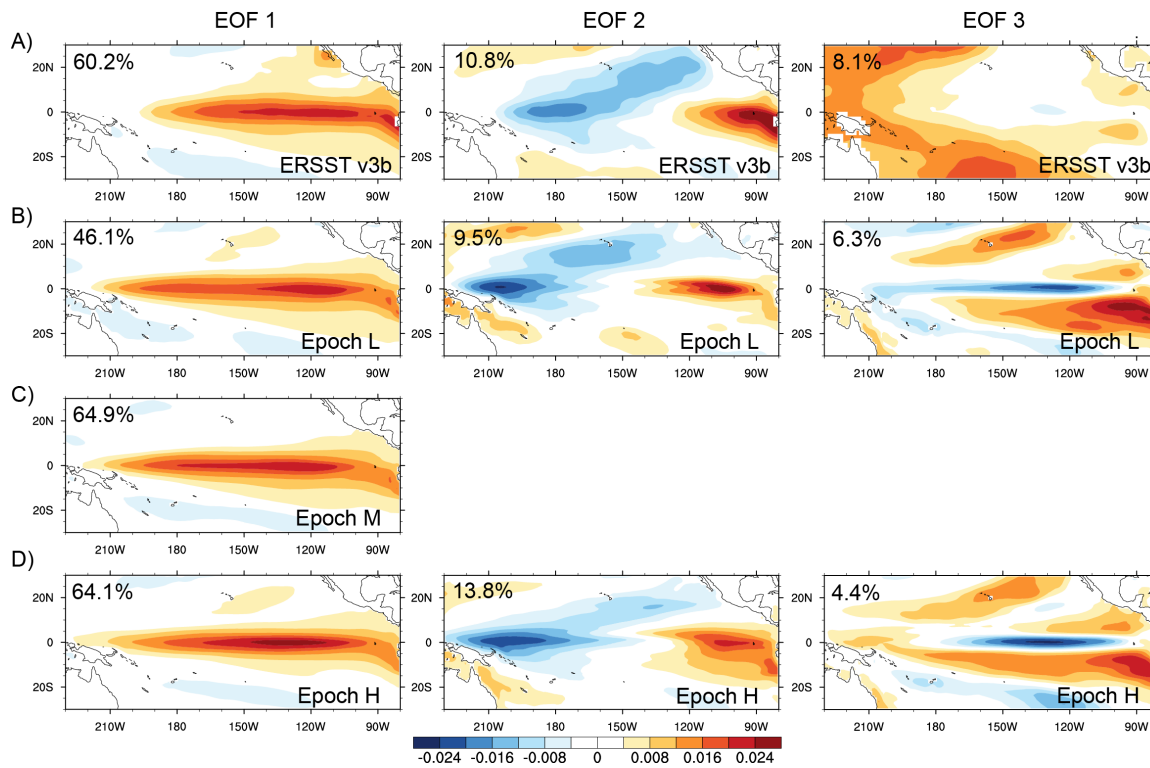 EOF 1 EOF 2 EOF 3
A)
60.2% 10.8% 8.1%
20N 20N 20N
0 0 0
20S 20S 20S
ERSST v3b ERSST v3b ERSST v3b
210W 180 150W 120W 90W 210W 180 150W 120W 90W 210W 180 150W 120W 90W
B)
46.1% 9.5% 6.3%
20N 20N 20N
0 0 0
20S 20S 20S
Epoch L Epoch L Epoch L
210W 180 150W 120W 90W 210W 180 150W 120W 90W 210W 180 150W 120W 90W
C)
64.9%
20N
0
20S
Epoch M
210W 180 150W 120W 90W
D)
64.1% 13.8% 4.4%
20N 20N 20N
0 0 0
20S 20S 20S
Epoch H Epoch H Epoch H
210W 180 150W 120W 90W 210W 180 150W 120W 90W 210W 180 150W 120W 90W
-0.024 -0.016 -0.008 0 0.008 0.016 0.024